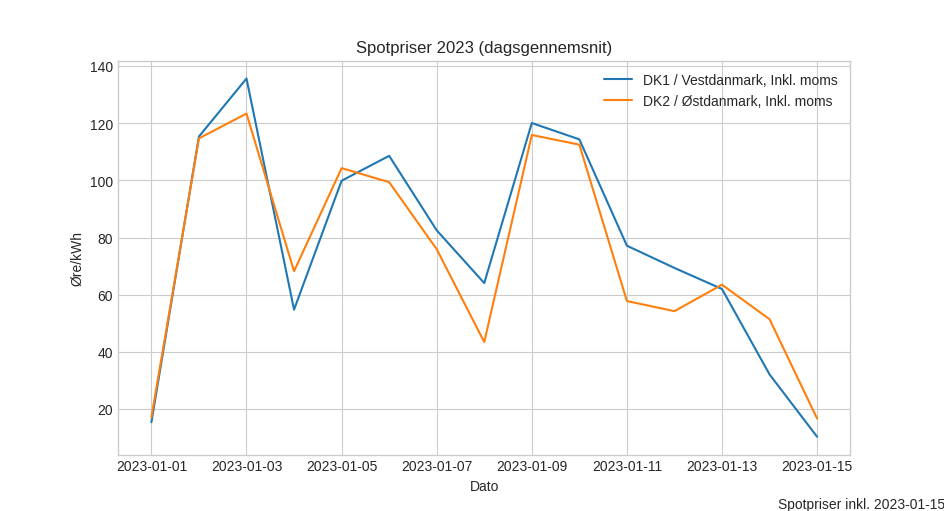 Spotpriser 2023 (dagsgennemsnit)
DK1 / Vestdanmark, Inkl. moms
DK2 / Østdanmark, Inkl. moms
140
120
100
80
60
40
20
Øre/kWh
2023-01-01 2023-01-03 2023-01-05 2023-01-07 2023-01-09 2023-01-11 2023-01-13 2023-01-15
Dato
Spotpriser inkl. 2023-01-15